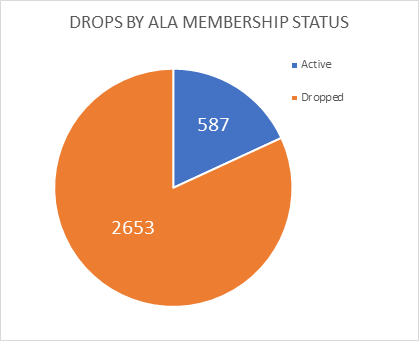 DROPS BY ALA MEMBERSHIP STATUS
Active
Dropped
587
2653